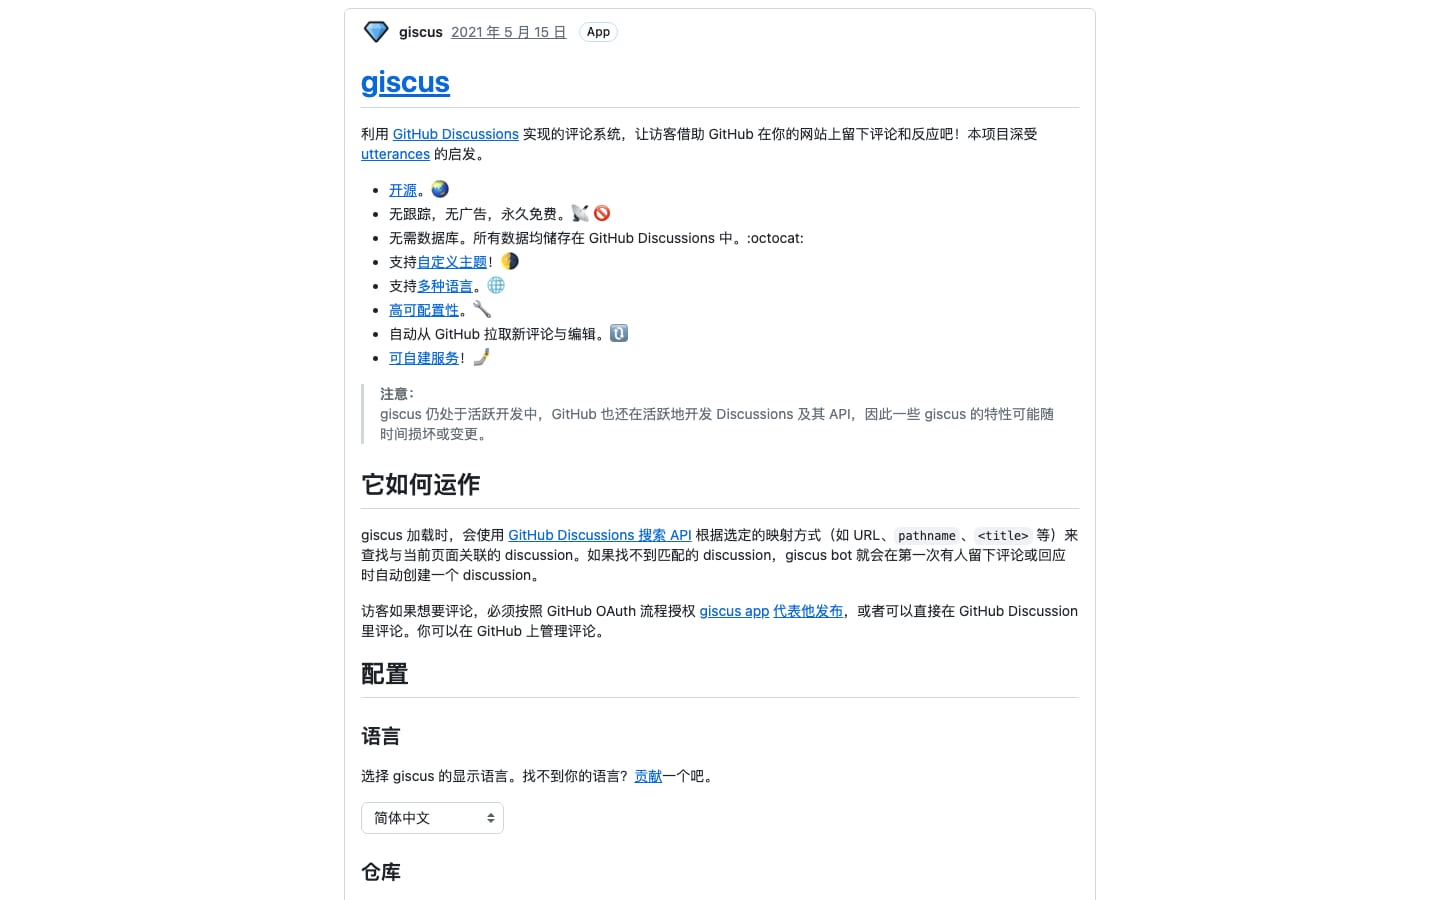 giscus 2021 年 5 月 15 日 App
giscus
利用 GitHub Discussions 实现的评论系统，让访客借助 GitHub 在你的网站上留下评论和反应吧！本项目深受
utterances 的启发。
开源。🌏
无跟踪，无广告，永久免费。📡 🚫
无需数据库。所有数据均储存在 GitHub Discussions 中。:octocat:
支持自定义主题！🌗
支持多种语言。🌐
高可配置性。🔧
自动从 GitHub 拉取新评论与编辑。🔃
可自建服务！🤳
注意：
giscus 仍处于活跃开发中，GitHub 也还在活跃地开发 Discussions 及其 API，因此一些 giscus 的特性可能随
时间损坏或变更。
它如何运作
giscus 加载时，会使用 GitHub Discussions 搜索 API 根据选定的映射方式（如 URL、pathname、<title> 等）来
查找与当前页面关联的 discussion。如果找不到匹配的 discussion，giscus bot 就会在第一次有人留下评论或回应
时自动创建一个 discussion。
访客如果想要评论，必须按照 GitHub OAuth 流程授权 giscus app 代表他发布，或者可以直接在 GitHub Discussion
里评论。你可以在 GitHub 上管理评论。
配置
语言
选择 giscus 的显示语言。找不到你的语言？贡献一个吧。
简体中文
仓库